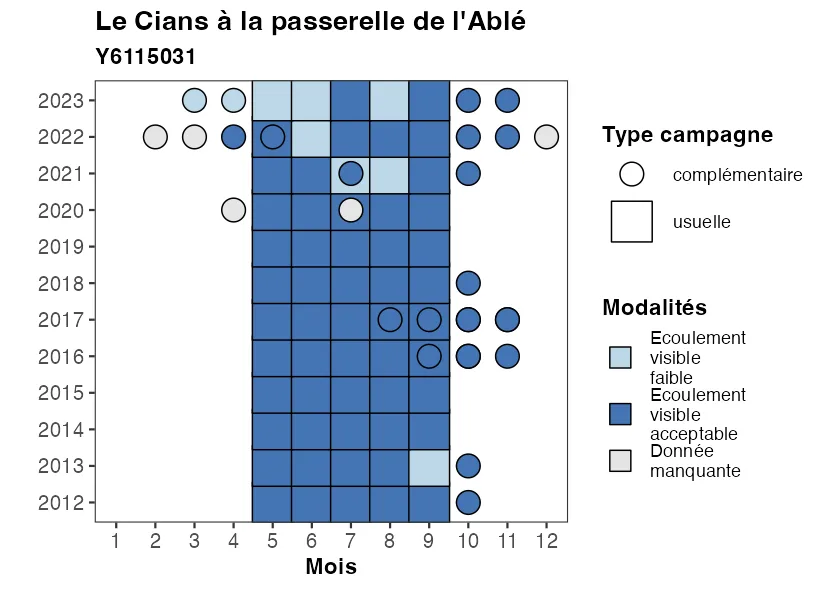 Le Cians à la passerelle de l'Ablé
Y6115031
2023
2022
2021
2020
2019
2018
2017
2016
2015
2014
2013
2012
1 2 3 4 5 6 7 8 9 10 11 12
Mois
Type campagne
complémentaire
usuelle
Modalités
Ecoulement
visible
faible
Ecoulement
visible
acceptable
Donnée
manquante